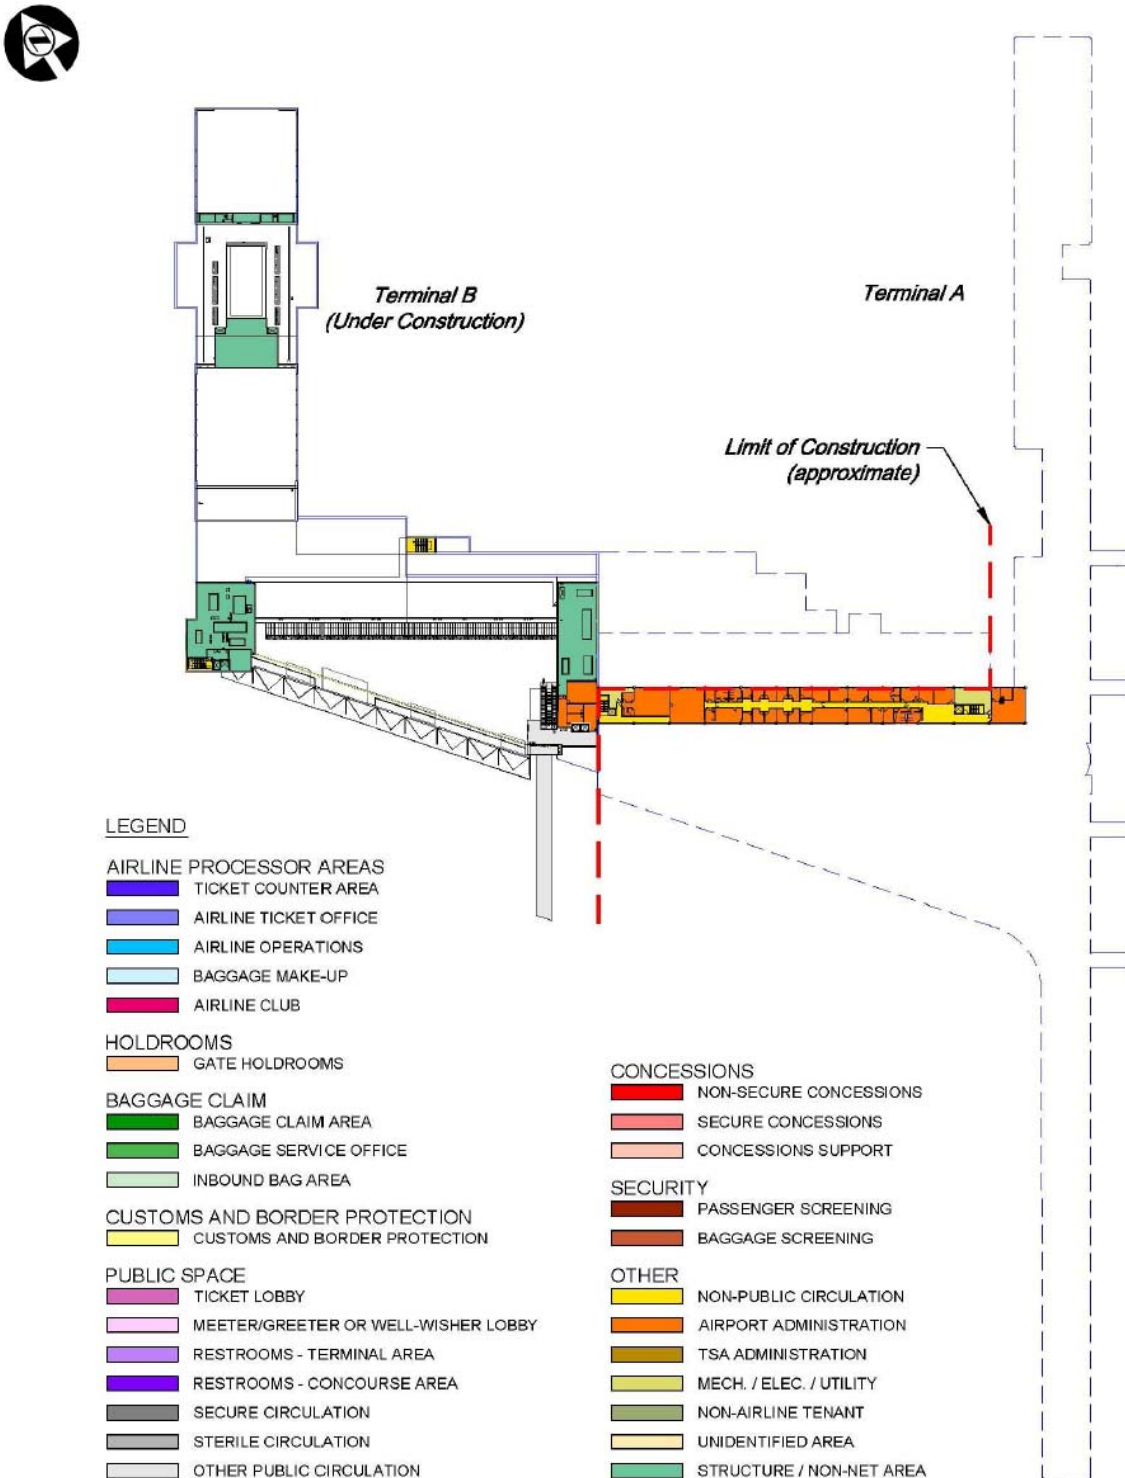 Terminal B
(Under Construction)
Terminal A
Limit of Construction
(approximate)
LEGEND
AIRLINE PROCESSOR AREAS
TICKET COUNTER AREA
AIRLINE TICKET OFFICE
AIRLINE OPERATIONS
BAGGAGE MAKE-UP
AIRLINE CLUB
HOLDROOMS
GATE HOLDROOMS
BAGGAGE CLAIM
BAGGAGE CLAIM AREA
BAGGAGE SERVICE OFFICE
INBOUND BAG AREA
CUSTOMS AND BORDER PROTECTION
CUSTOMS AND BORDER PROTECTION
PUBLIC SPACE
TICKET LOBBY
MEETER/GREETER OR WELL-WISHER LOBBY
RESTROOMS - TERMINAL AREA
RESTROOMS - CONCOURSE AREA
SECURE CIRCULATION
STERILE CIRCULATION
OTHER PUBLIC CIRCULATION
CONCESSIONS
NON-SECURE CONCESSIONS
SECURE CONCESSIONS
CONCESSIONS SUPPORT
SECURITY
PASSENGER SCREENING
BAGGAGE SCREENING
OTHER
NON-PUBLIC CIRCULATION
AIRPORT ADMINISTRATION
TSA ADMINISTRATION
MECH. / ELEC. / UTILITY
NON-AIRLINE TENANT
UNIDENTIFIED AREA
STRUCTURE / NON-NET AREA